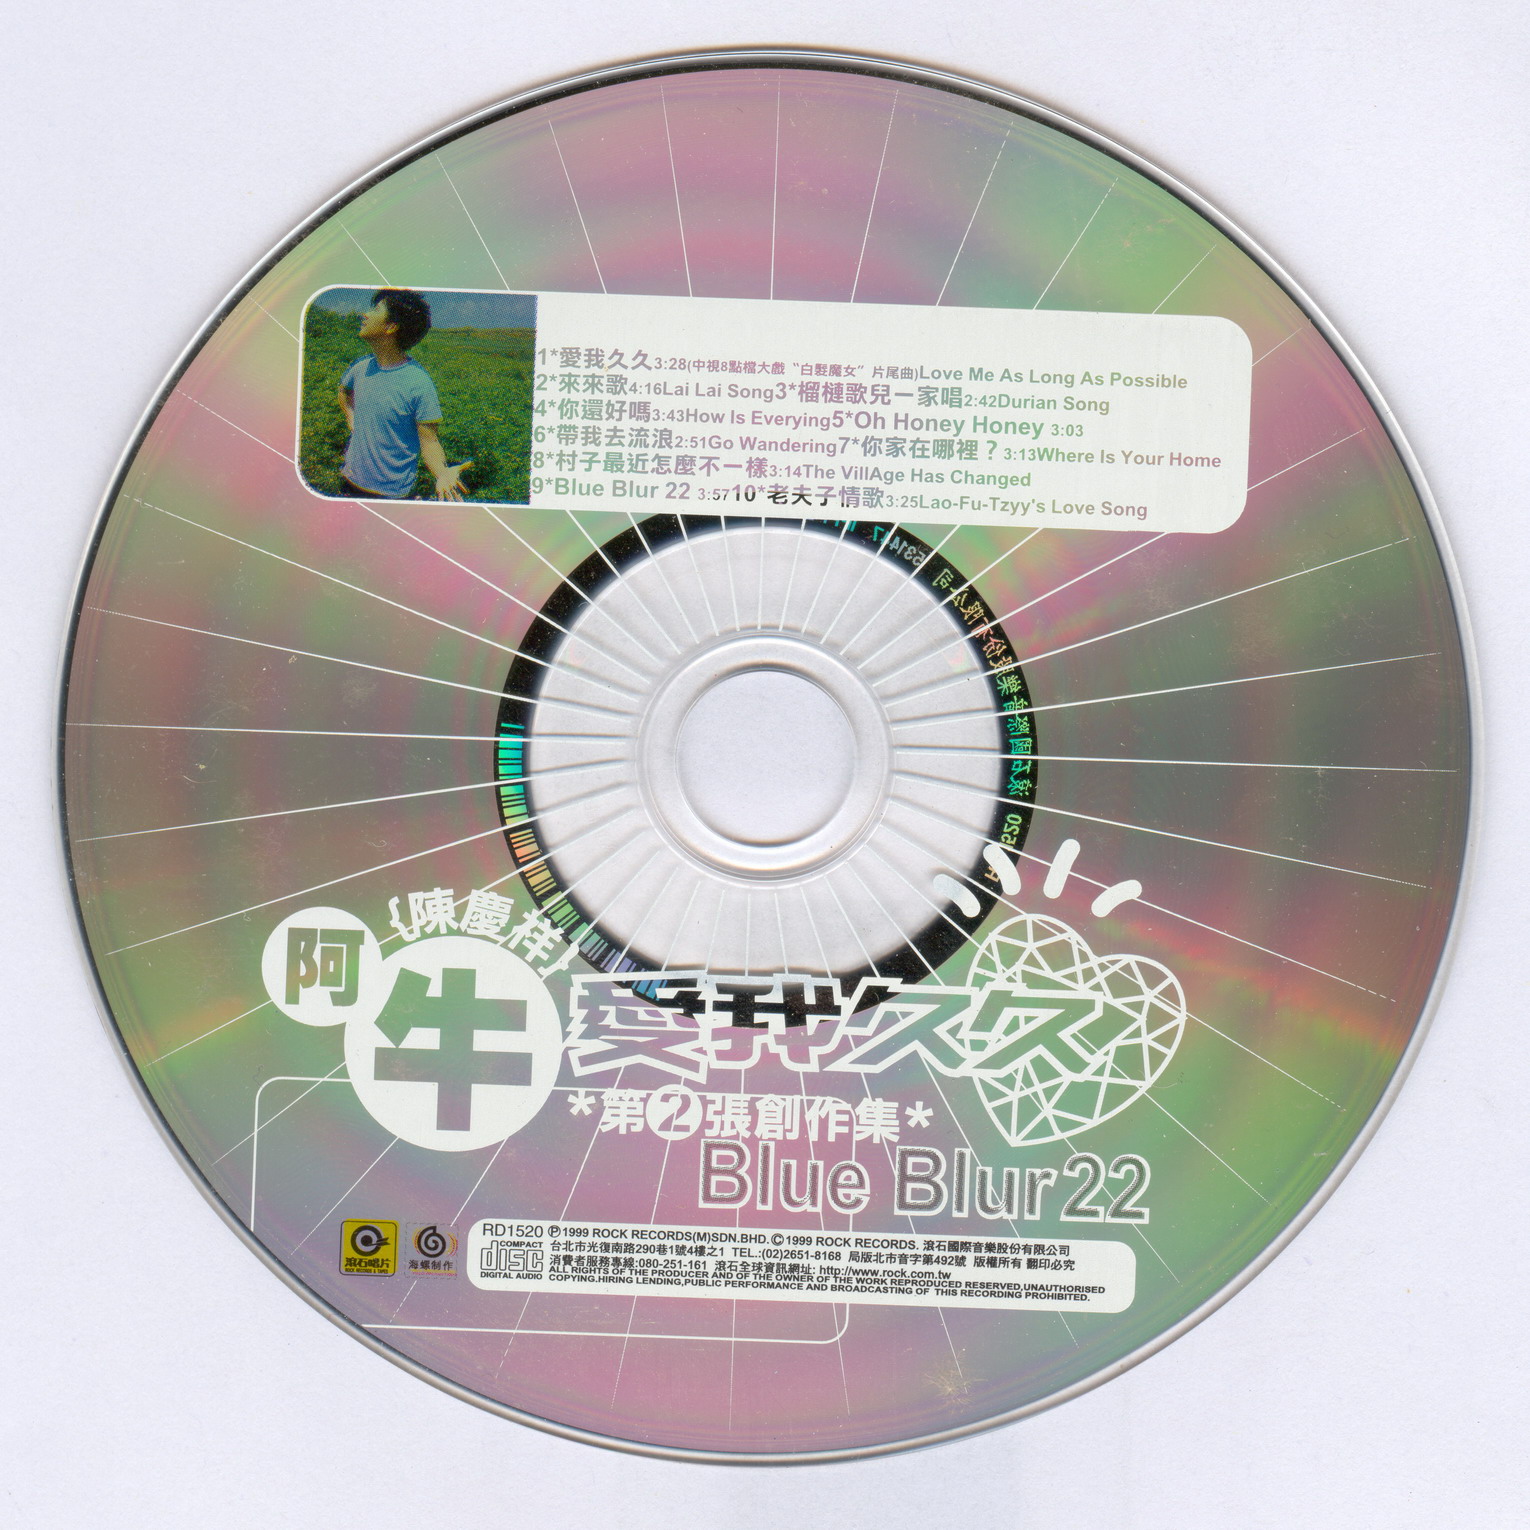 1*愛我久久3:28(中視8點檔大戲“白髮魔女”片尾曲)Love Me As Long As Possible
2*來來歌4:16Lai Lai Song3*榴槤歌兒一家唱2:42Durian Song
4*你還好嗎3:43How Is Everying5*Oh Honey Honey 3:03
6*帶我去流浪2:51Go Wandering7*你家在哪裡？3:13Where Is Your Home
8*村子最近怎麼不一樣3:14The VillAge Has Changed
9*Blue Blur 22 3:5710*老夫子情歌3:25Lao-Fu-Tzyy's Love Song
{陳慶祥}
阿牛
愛我久久
*第2張創作集*
Blue Blur 22
滾石唱片
ROCK RECORDS & TAPES
海螺制作
COMPACT
disc
DIGITAL AUDIO
RD1520 Ⓟ1999 ROCK RECORDS(M)SDN.BHD.Ⓒ1999 ROCK RECORDS. 滾石國際音樂股份有限公司
台北市光復南路290巷1號4樓之1 TEL.:(02)2651-8168 局版北市音字第492號 版權所有 翻印必究
消費者服務專線:080-251-161 滾石全球資訊網址: http://www.rock.com.tw
ALL RIGHTS OF THE PRODUCER AND OF THE OWNER OF THE WORK REPRODUCED RESERVED,UNAUTHORISED
COPYING.HIRING LENDING,PUBLIC PERFORMANCE AND BROADCASTING OF THIS RECORDING PROHIBITED.